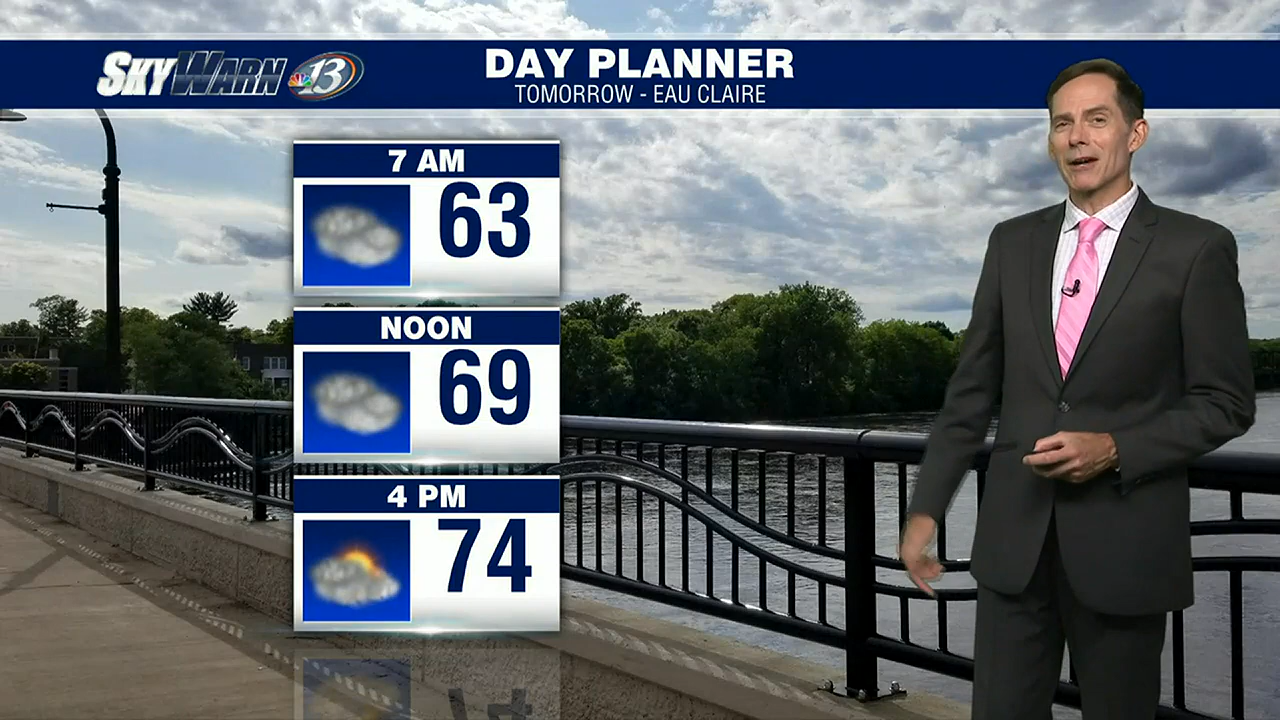 SKYWARN 13
DAY PLANNER
TOMORROW - EAU CLAIRE
7 AM
63
NOON
69
4 PM
74